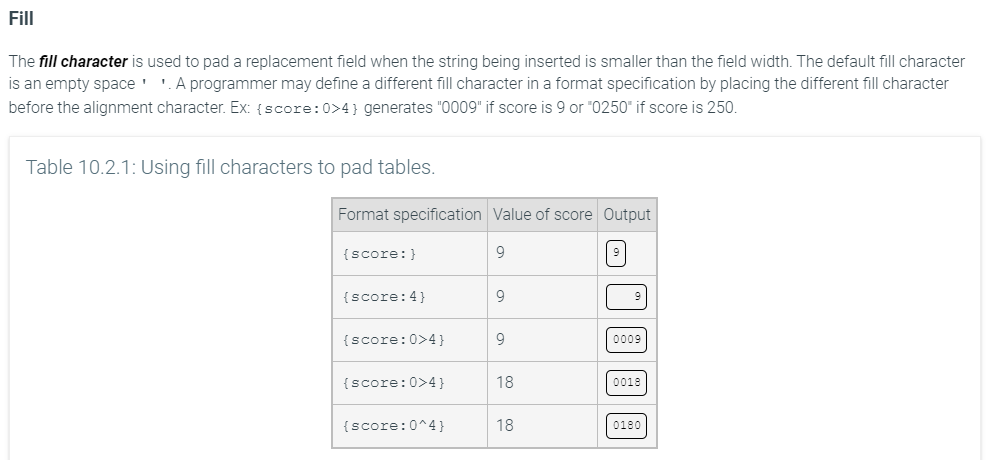 Fill
The fill character is used to pad a replacement field when the string being inserted is smaller than the field width. The default fill character
is an empty space ' '. A programmer may define a different fill character in a format specification by placing the different fill character
before the alignment character. Ex: {score:0>4} generates "0009" if score is 9 or "0250" if score is 250.
Table 10.2.1: Using fill characters to pad tables.
Format specification Value of score Output
{score:} 9 9
{score:4} 9 9
{score:0>4} 9 0009
{score:0>4} 18 0018
{score:0^4} 18 0180